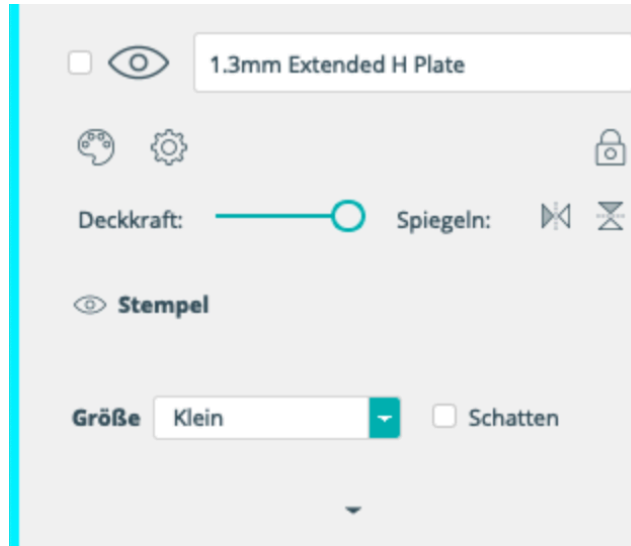 1.3mm Extended H Plate
Deckkraft: Spiegeln:
Stempel
Größe Klein Schatten